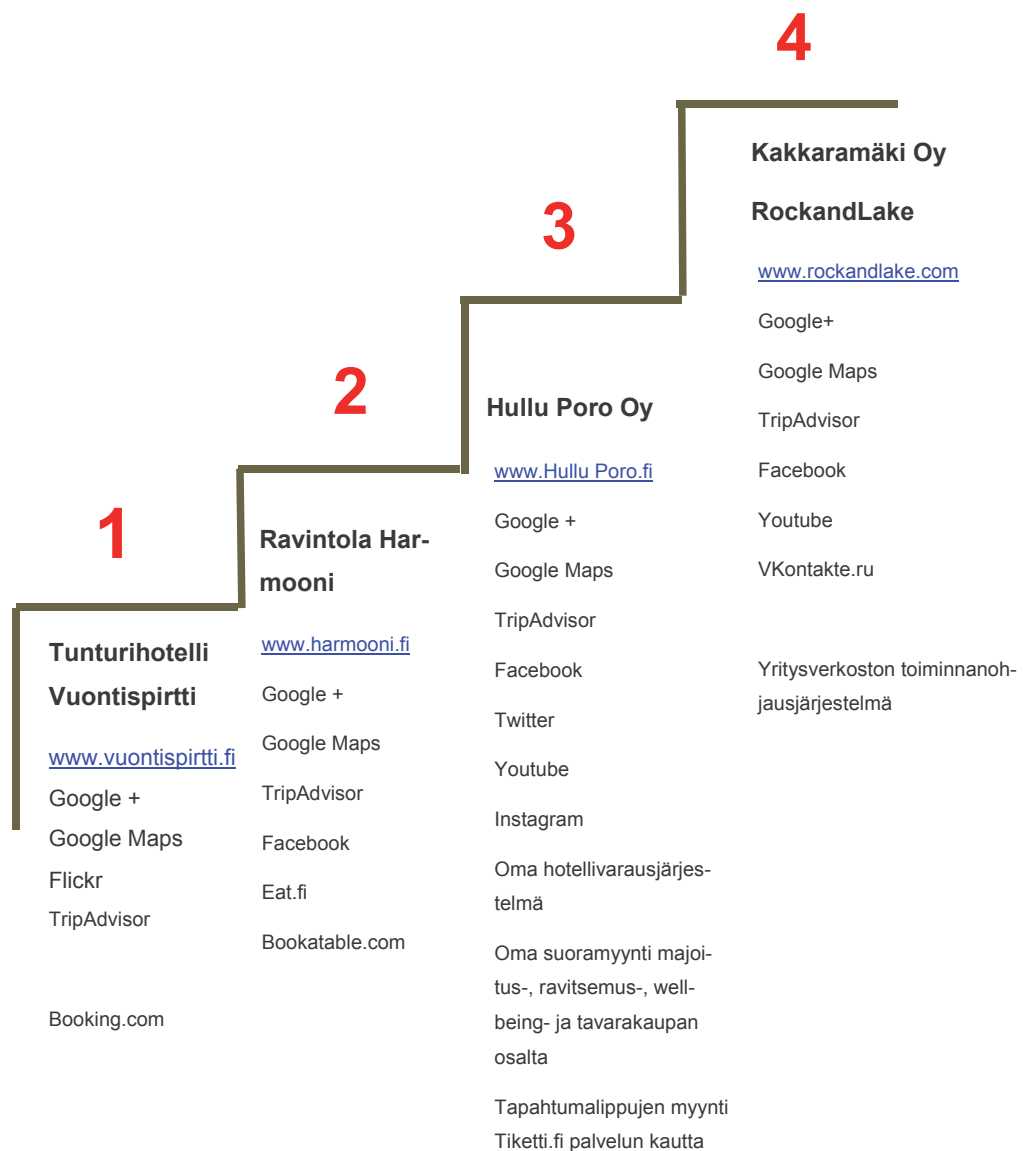 1
Tunturihotelli
Vuontispirtti
www.vuontispirtti.fi
Google +
Google Maps
Flickr
TripAdvisor
Booking.com
2
Ravintola Har-
mooni
www.harmooni.fi
Google +
Google Maps
TripAdvisor
Facebook
Eat.fi
Bookatable.com
3
Hullu Poro Oy
www.Hullu Poro.fi
Google +
Google Maps
TripAdvisor
Facebook
Twitter
Youtube
Instagram
Oma hotellivarausjärjes-
telmä
Oma suoramyynti majoi-
tus-, ravitsemus-, well-
being- ja tavarakaupan
osalta
Tapahtumalippujen myynti
Tiketti.fi palvelun kautta
4
Kakkaramäki Oy
RockandLake
www.rockandlake.com
Google+
Google Maps
TripAdvisor
Facebook
Youtube
VKontakte.ru
Yritysverkoston toiminnanoh-
jausjärjestelmä